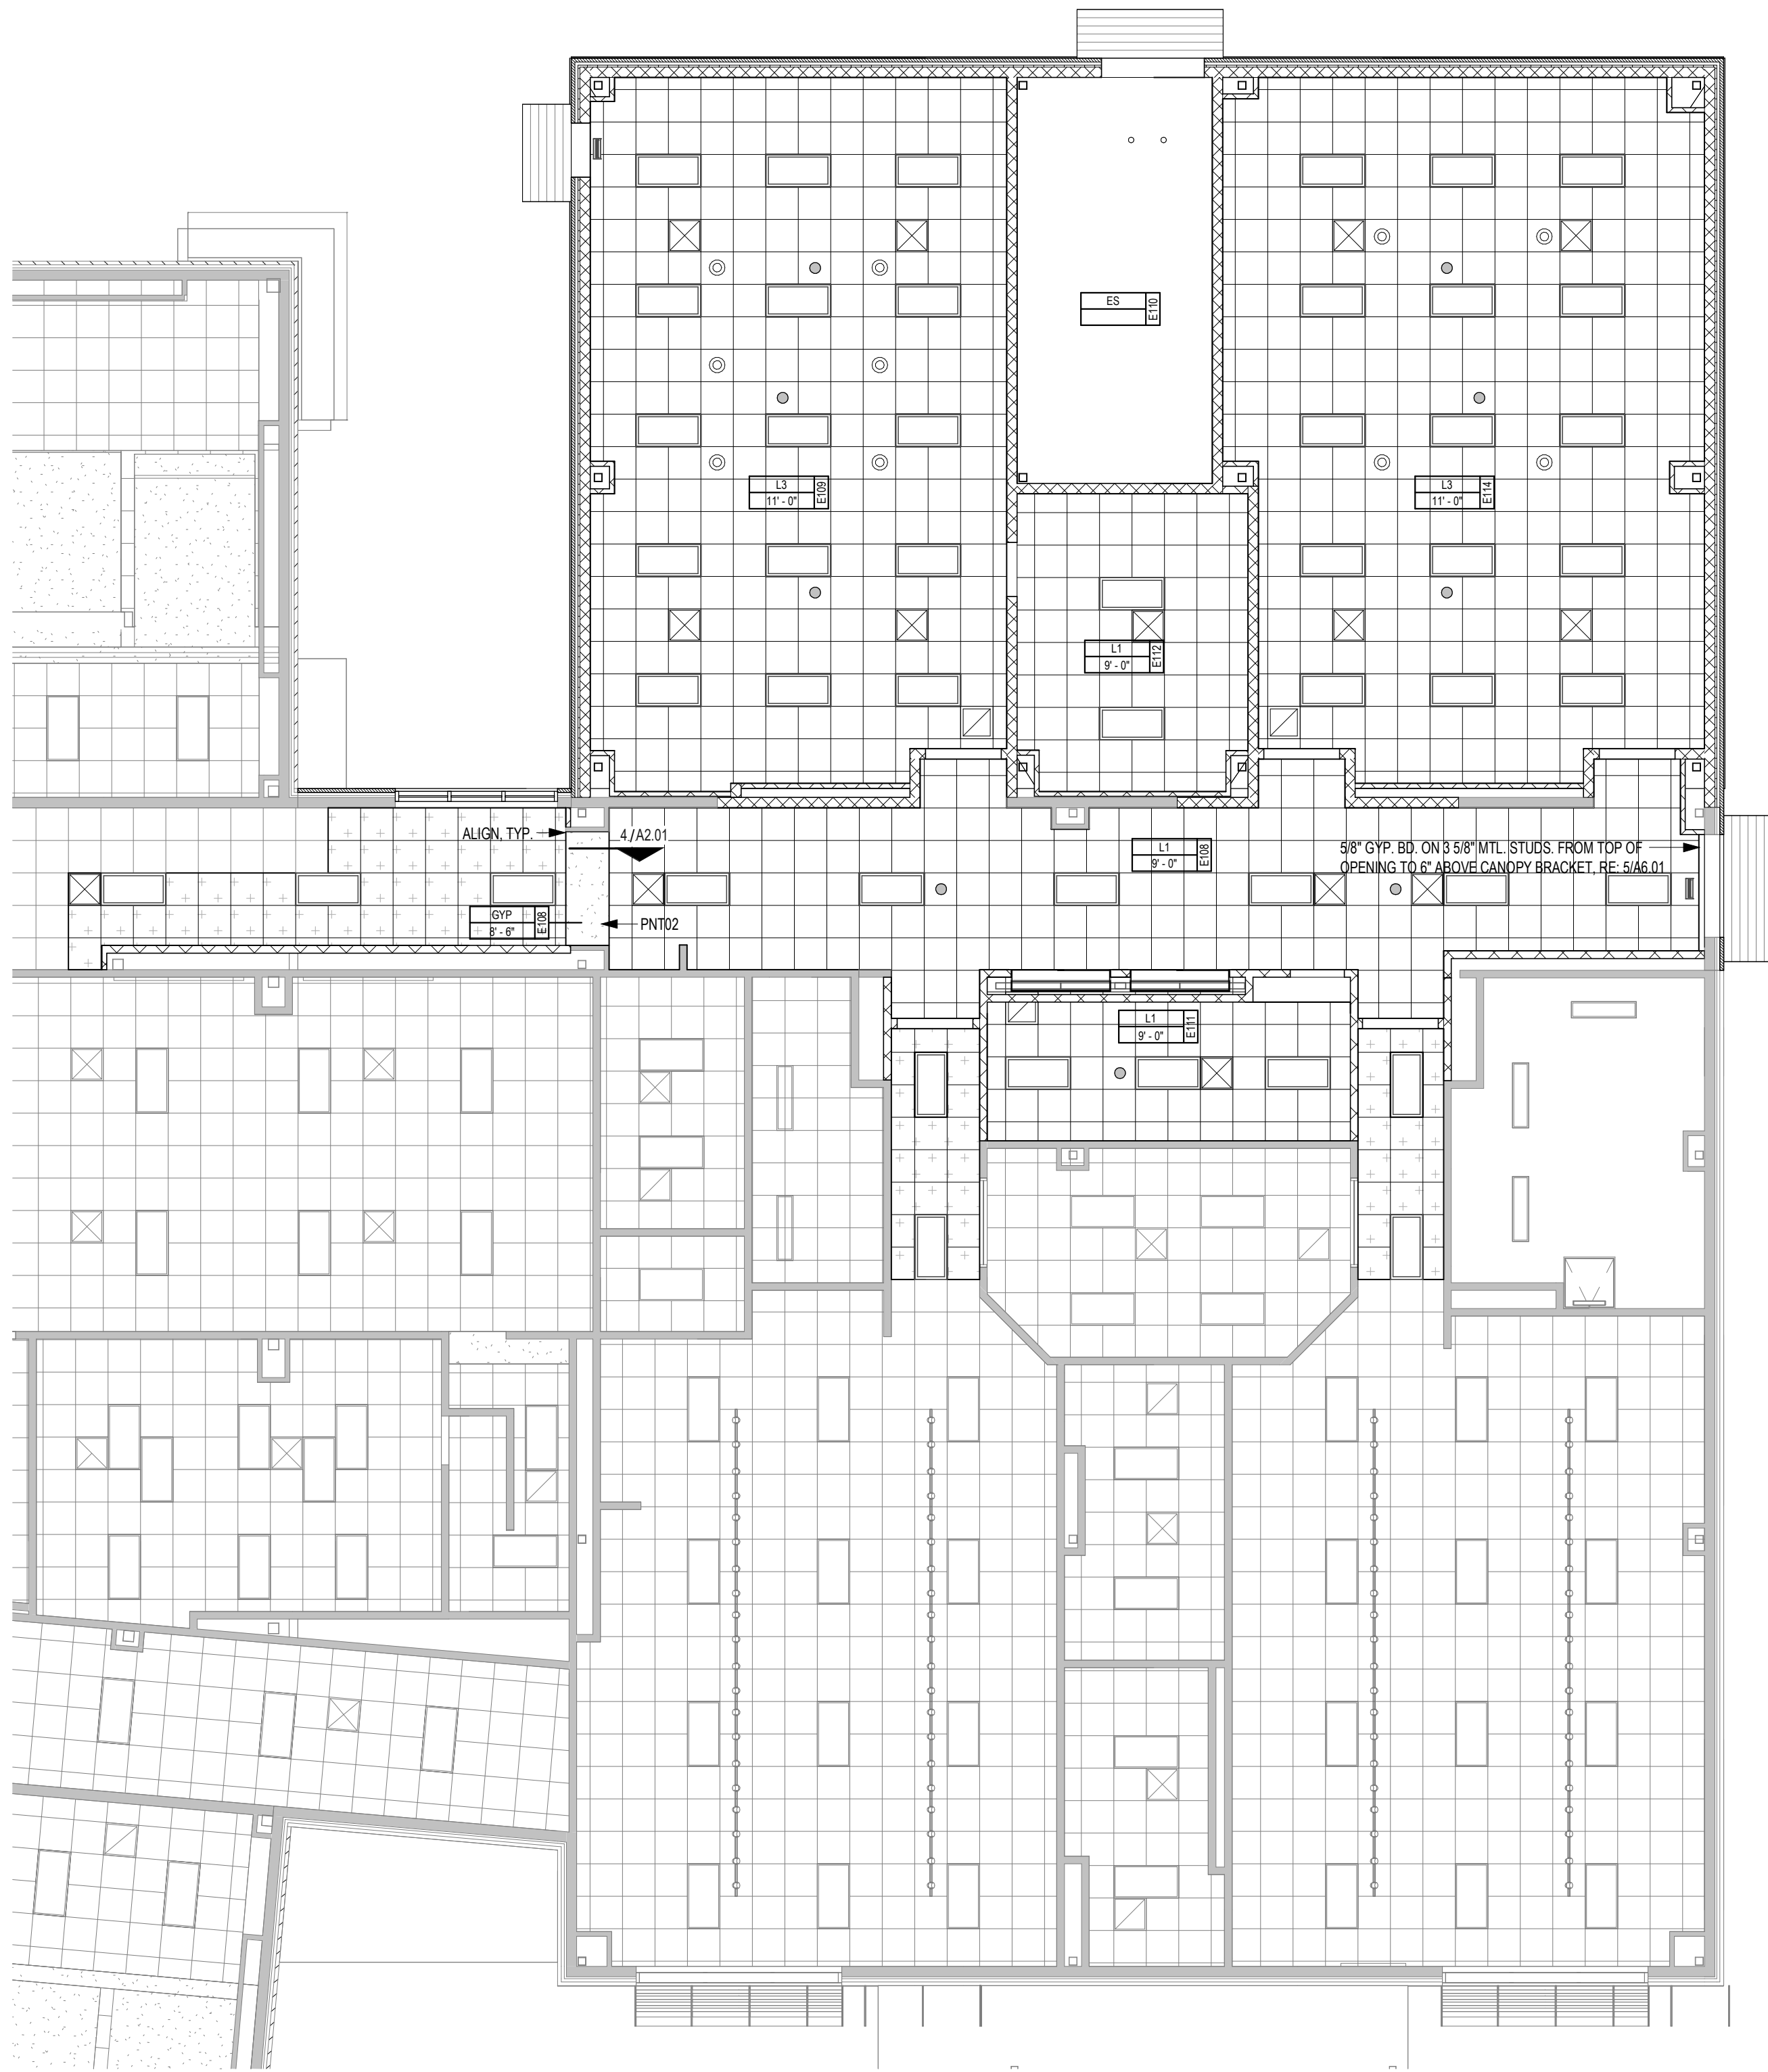 ES
E110
L3
11' - 0"
E109
L3
11' - 0"
E114
L1
9' - 0"
E112
ALIGN, TYP.
4 / A2.01
L1
9' - 0"
E108
5/8" GYP. BD. ON 3 5/8" MTL. STUDS. FROM TOP OF
OPENING TO 6" ABOVE CANOPY BRACKET, RE: 5/A6.01
GYP
8' - 6"
E108
PNT02
L1
9' - 0"
E111